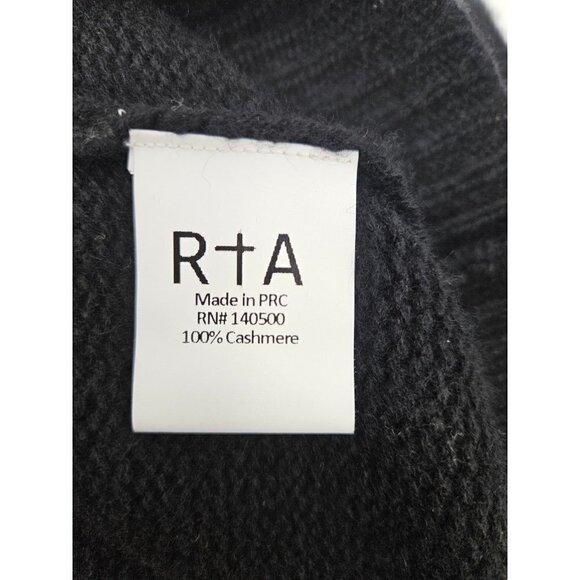 R†A
Made in PRC
RN# 140500
100% Cashmere